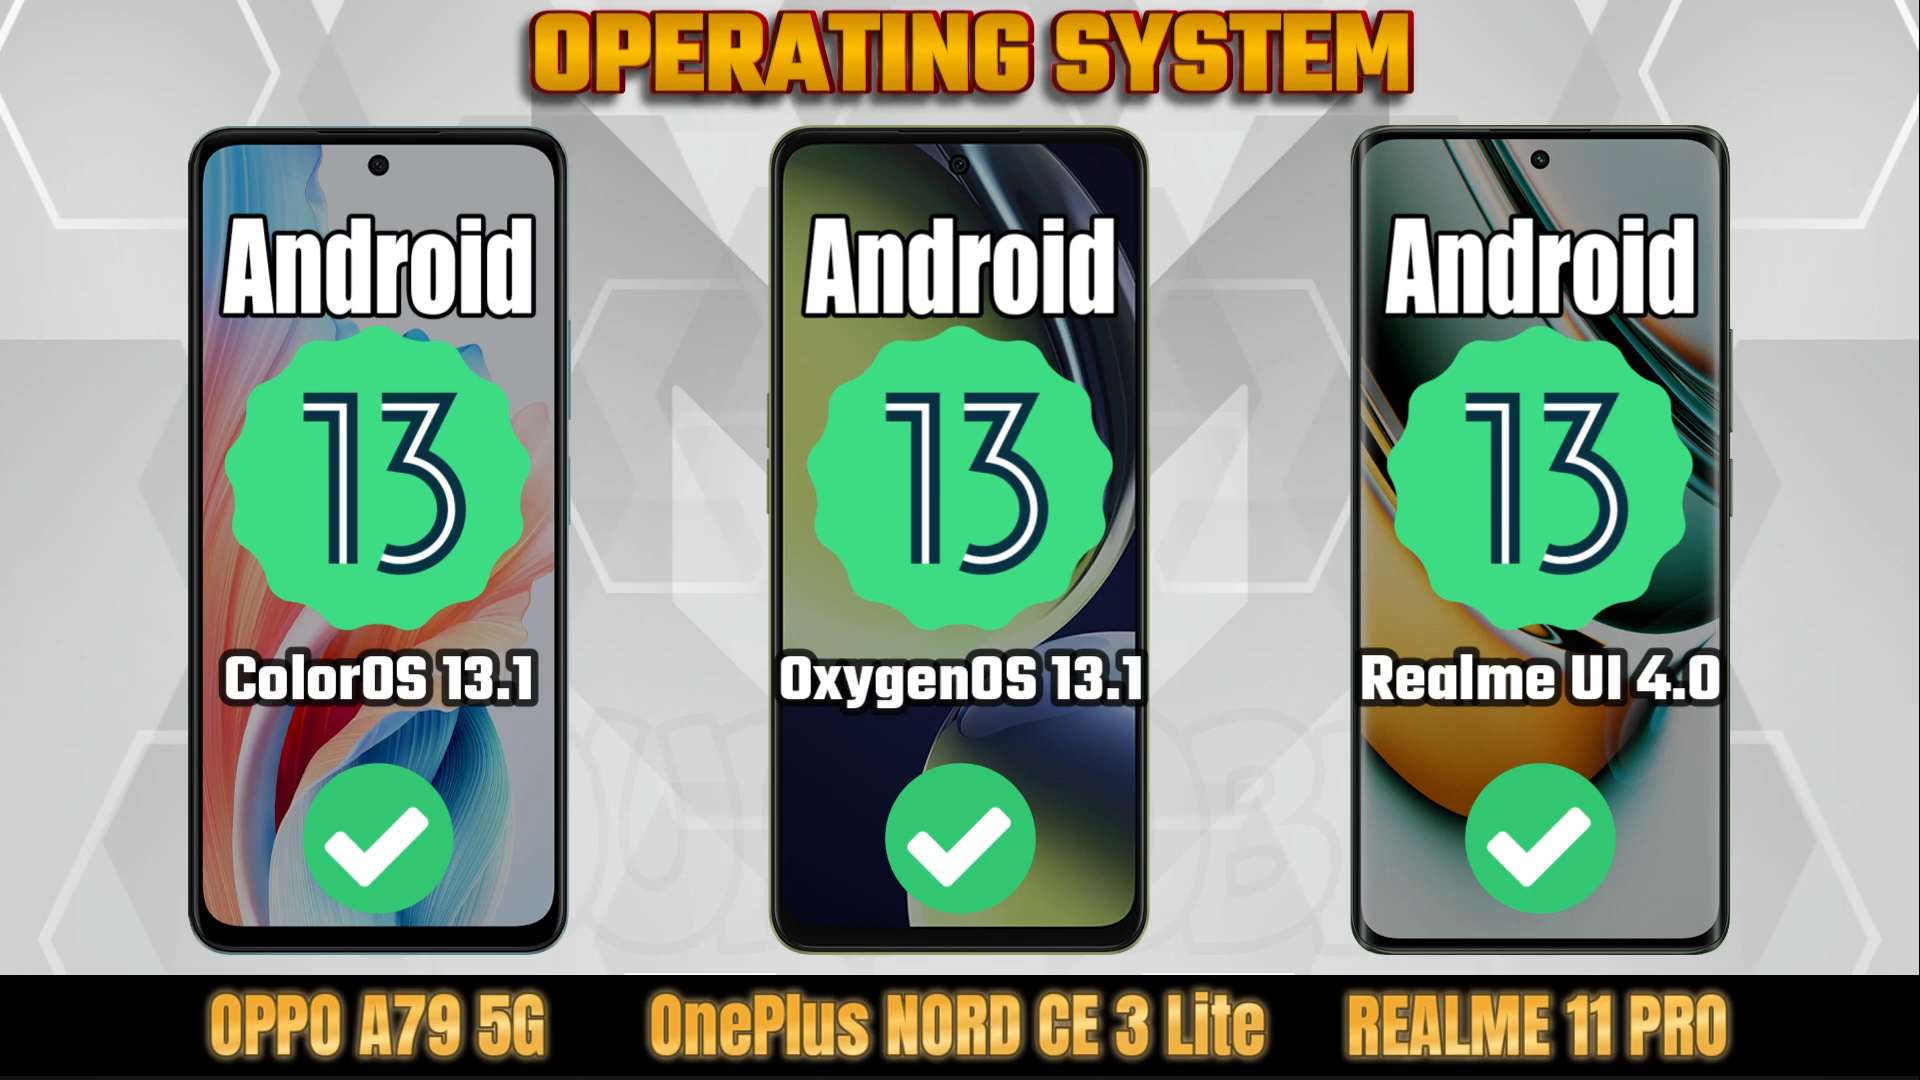 OPERATING SYSTEM
Android
13
ColorOS 13.1
Android
13
OxygenOS 13.1
Android
13
Realme UI 4.0
OPPO A79 5G
OnePlus NORD CE 3 Lite
REALME 11 PRO